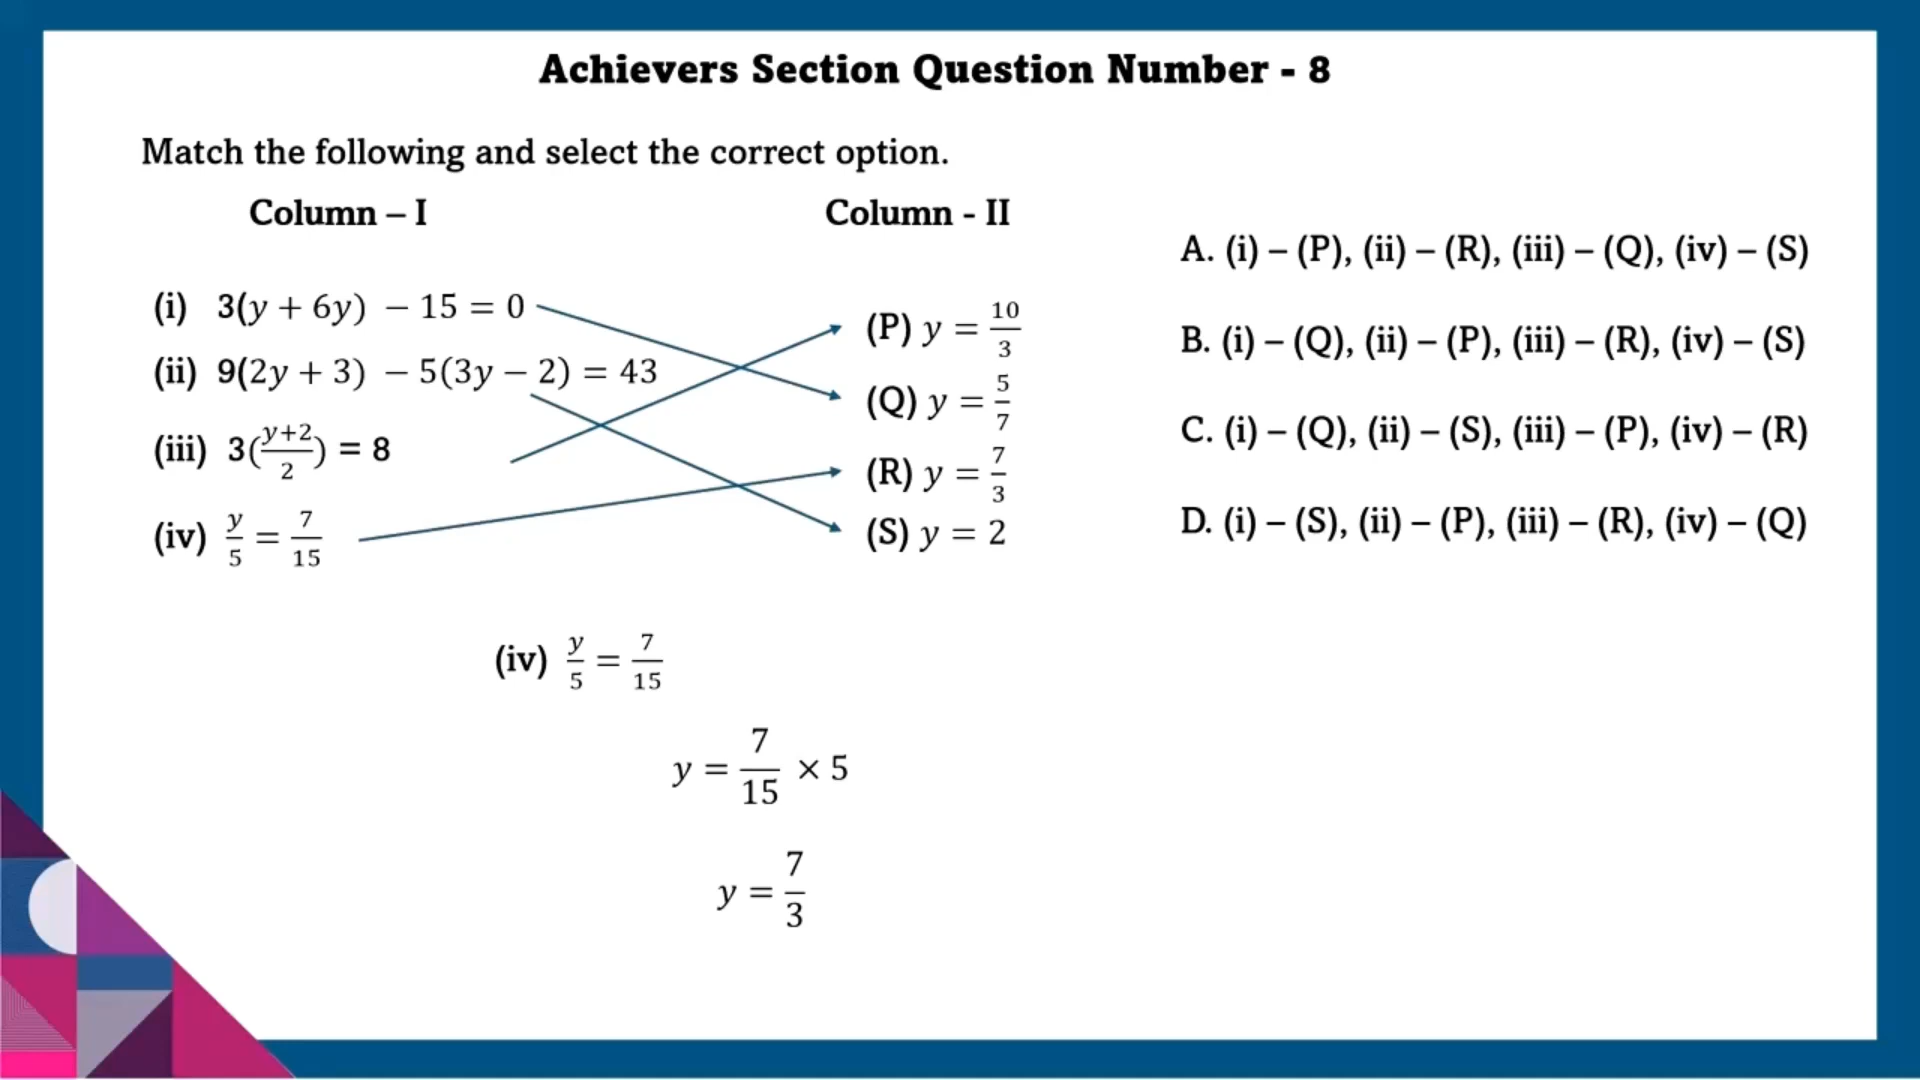 Achievers Section Question Number - 8
Match the following and select the correct option.
Column – I
Column - II
(i) 3(y + 6y) − 15 = 0
(ii) 9(2y + 3) − 5(3y − 2) = 43
(iii) 3(y+2/2) = 8
(iv) y/5 = 7/15
(P) y = 10/3
(Q) y = 5/7
(R) y = 7/3
(S) y = 2
A. (i) – (P), (ii) – (R), (iii) – (Q), (iv) – (S)
B. (i) – (Q), (ii) – (P), (iii) – (R), (iv) – (S)
C. (i) – (Q), (ii) – (S), (iii) – (P), (iv) – (R)
D. (i) – (S), (ii) – (P), (iii) – (R), (iv) – (Q)
(iv) y/5 = 7/15
y = 7/15 × 5
y = 7/3